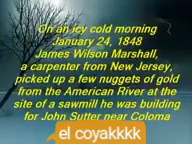 On an icy cold morning
January 24, 1848
James Wilson Marshall,
a carpenter from New Jersey,
picked up a few nuggets of gold
from the American River at the
site of a sawmill he was building
for John Sutter near Coloma
el coyakkkk